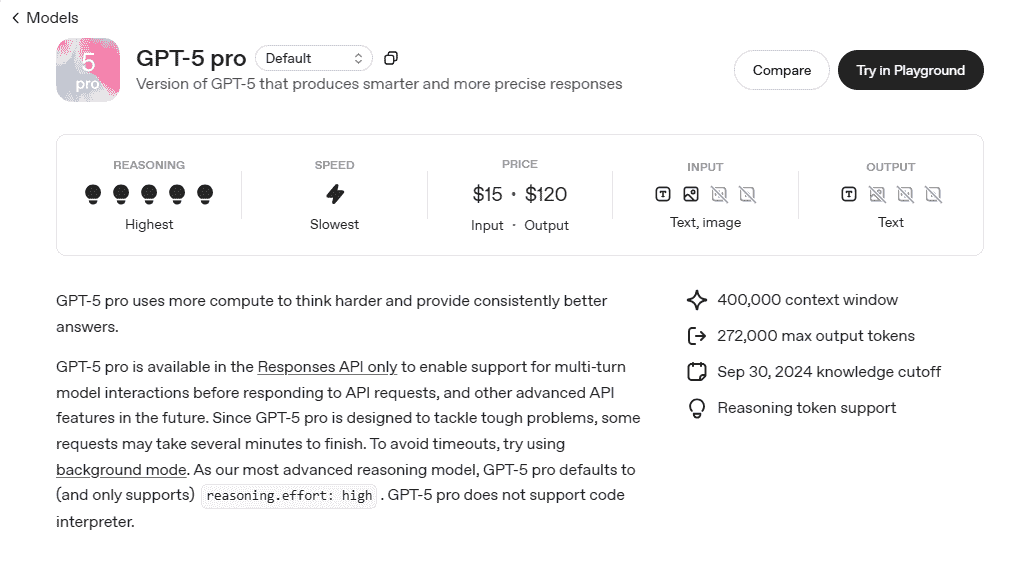 Models
5
pro
GPT-5 pro
Default
Version of GPT-5 that produces smarter and more precise responses
Compare
Try in Playground
REASONING
Highest
SPEED
Slowest
PRICE
$15 • $120
Input • Output
INPUT
Text, image
OUTPUT
Text
GPT-5 pro uses more compute to think harder and provide consistently better
answers.
GPT-5 pro is available in the Responses API only to enable support for multi-turn
model interactions before responding to API requests, and other advanced API
features in the future. Since GPT-5 pro is designed to tackle tough problems, some
requests may take several minutes to finish. To avoid timeouts, try using
background mode. As our most advanced reasoning model, GPT-5 pro defaults to
(and only supports) reasoning.effort: high . GPT-5 pro does not support code
interpreter.
400,000 context window
272,000 max output tokens
Sep 30, 2024 knowledge cutoff
Reasoning token support